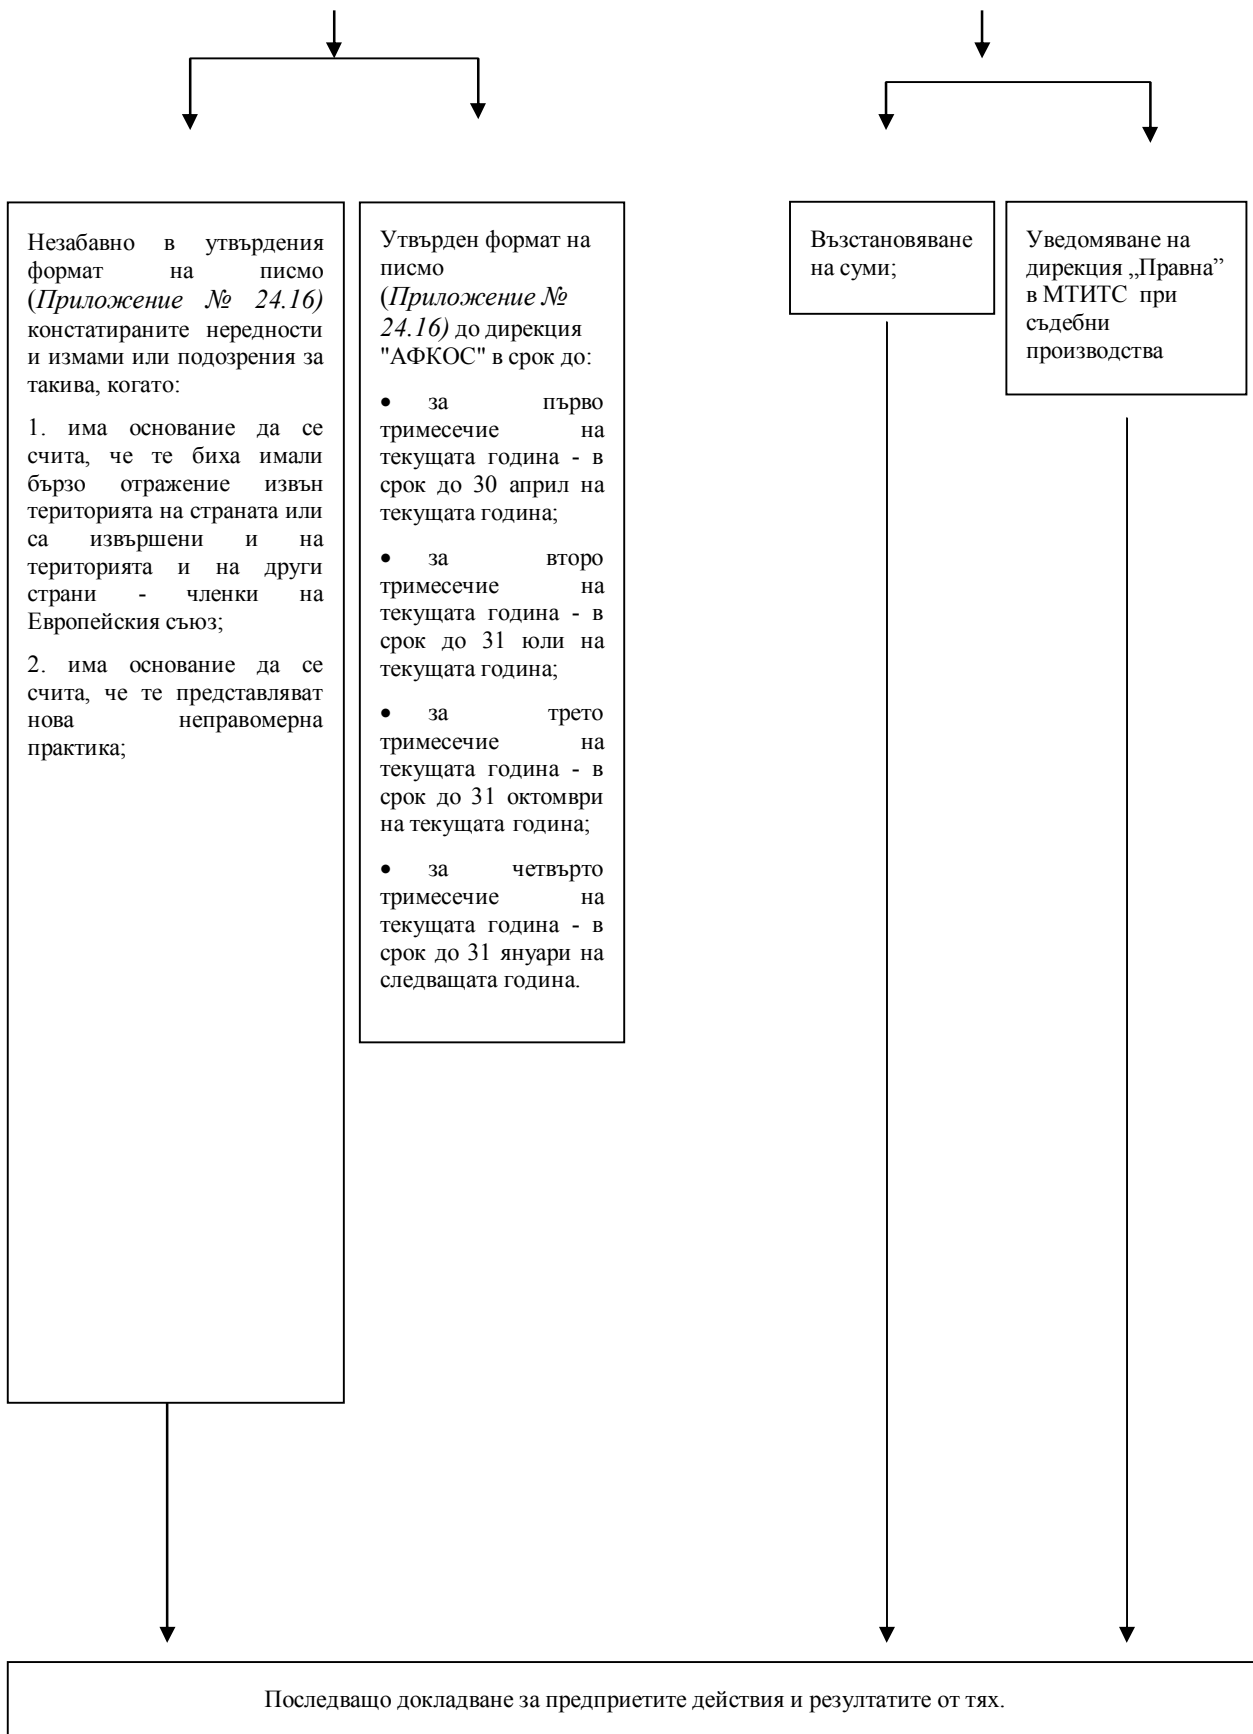 Незабавно в утвърдения
формат на писмо
(Приложение № 24.16)
констатираните нередности
и измами или подозрения за
такива, когато:
1. има основание да се
счита, че те биха имали
бързо отражение извън
територията на страната или
са извършени и на
територията и на други
страни - членки на
Европейския съюз;
2. има основание да се
счита, че те представляват
нова неправомерна
практика;
Утвърден формат на
писмо
(Приложение №
24.16) до дирекция
"АФКОС" в срок до:
• за първо
тримесечие на
текущата година - в
срок до 30 април на
текущата година;
• за второ
тримесечие на
текущата година - в
срок до 31 юли на
текущата година;
• за трето
тримесечие на
текущата година - в
срок до 31 октомври
на текущата година;
• за четвърто
тримесечие на
текущата година - в
срок до 31 януари на
следващата година.
Възстановяване
на суми;
Уведомяване на
дирекция „Правна”
в МТИТС при
съдебни
производства
Последващо докладване за предприетите действия и резултатите от тях.